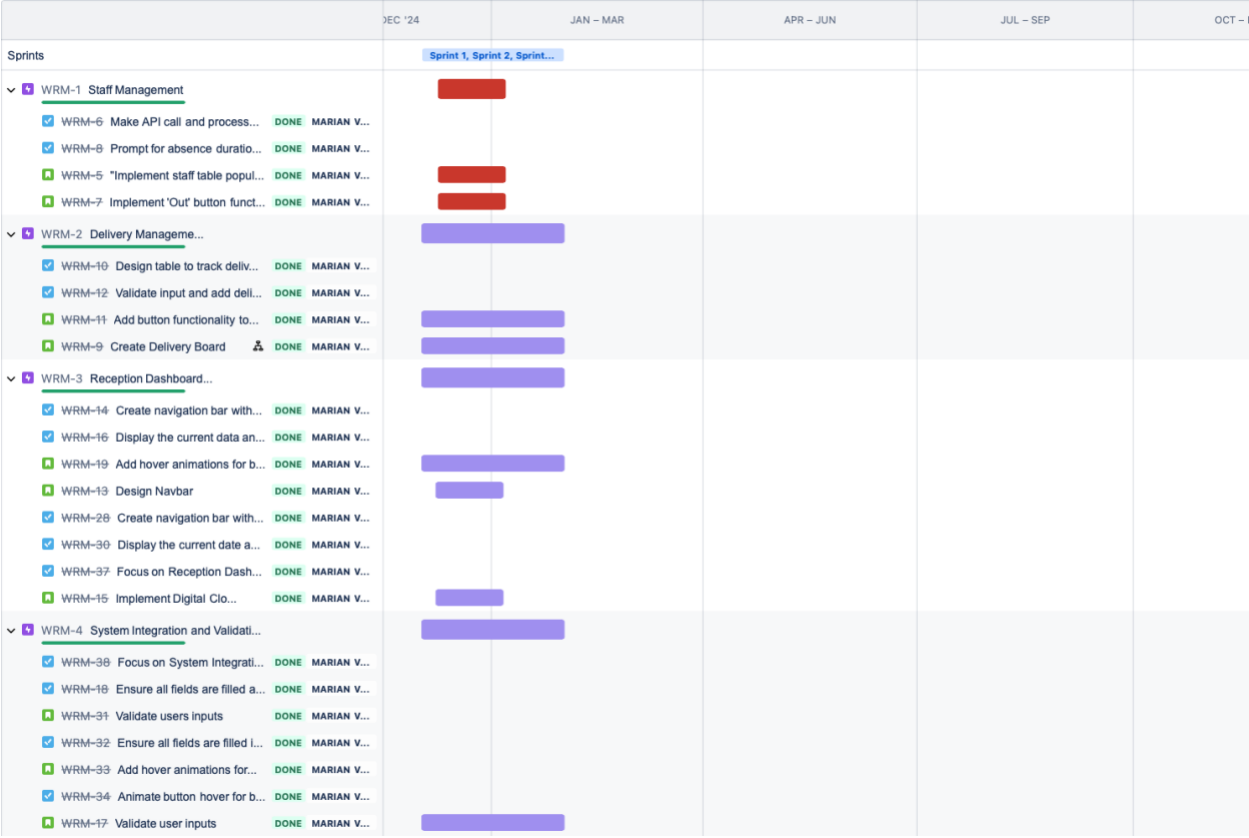 DEC '24 JAN – MAR APR – JUN JUL – SEP OCT –
Sprints Sprint 1, Sprint 2, Sprint...
WRM-1 Staff Management
WRM-6 Make API call and process... DONE MARIAN V...
WRM-8 Prompt for absence duratio... DONE MARIAN V...
WRM-5 "Implement staff table popul... DONE MARIAN V...
WRM-7 Implement 'Out' button funct... DONE MARIAN V...
WRM-2 Delivery Manageme...
WRM-10 Design table to track deliv... DONE MARIAN V...
WRM-12 Validate input and add deli... DONE MARIAN V...
WRM-11 Add button functionality to... DONE MARIAN V...
WRM-9 Create Delivery Board DONE MARIAN V...
WRM-3 Reception Dashboard...
WRM-14 Create navigation bar with... DONE MARIAN V...
WRM-16 Display the current data an... DONE MARIAN V...
WRM-19 Add hover animations for b... DONE MARIAN V...
WRM-13 Design Navbar DONE MARIAN V...
WRM-28 Create navigation bar with... DONE MARIAN V...
WRM-30 Display the current date a... DONE MARIAN V...
WRM-37 Focus on Reception Dash... DONE MARIAN V...
WRM-15 Implement Digital Clo... DONE MARIAN V...
WRM-4 System Integration and Validati...
WRM-38 Focus on System Integrati... DONE MARIAN V...
WRM-18 Ensure all fields are filled a... DONE MARIAN V...
WRM-31 Validate users inputs DONE MARIAN V...
WRM-32 Ensure all fields are filled i... DONE MARIAN V...
WRM-33 Add hover animations for... DONE MARIAN V...
WRM-34 Animate button hover for b... DONE MARIAN V...
WRM-17 Validate user inputs DONE MARIAN V...